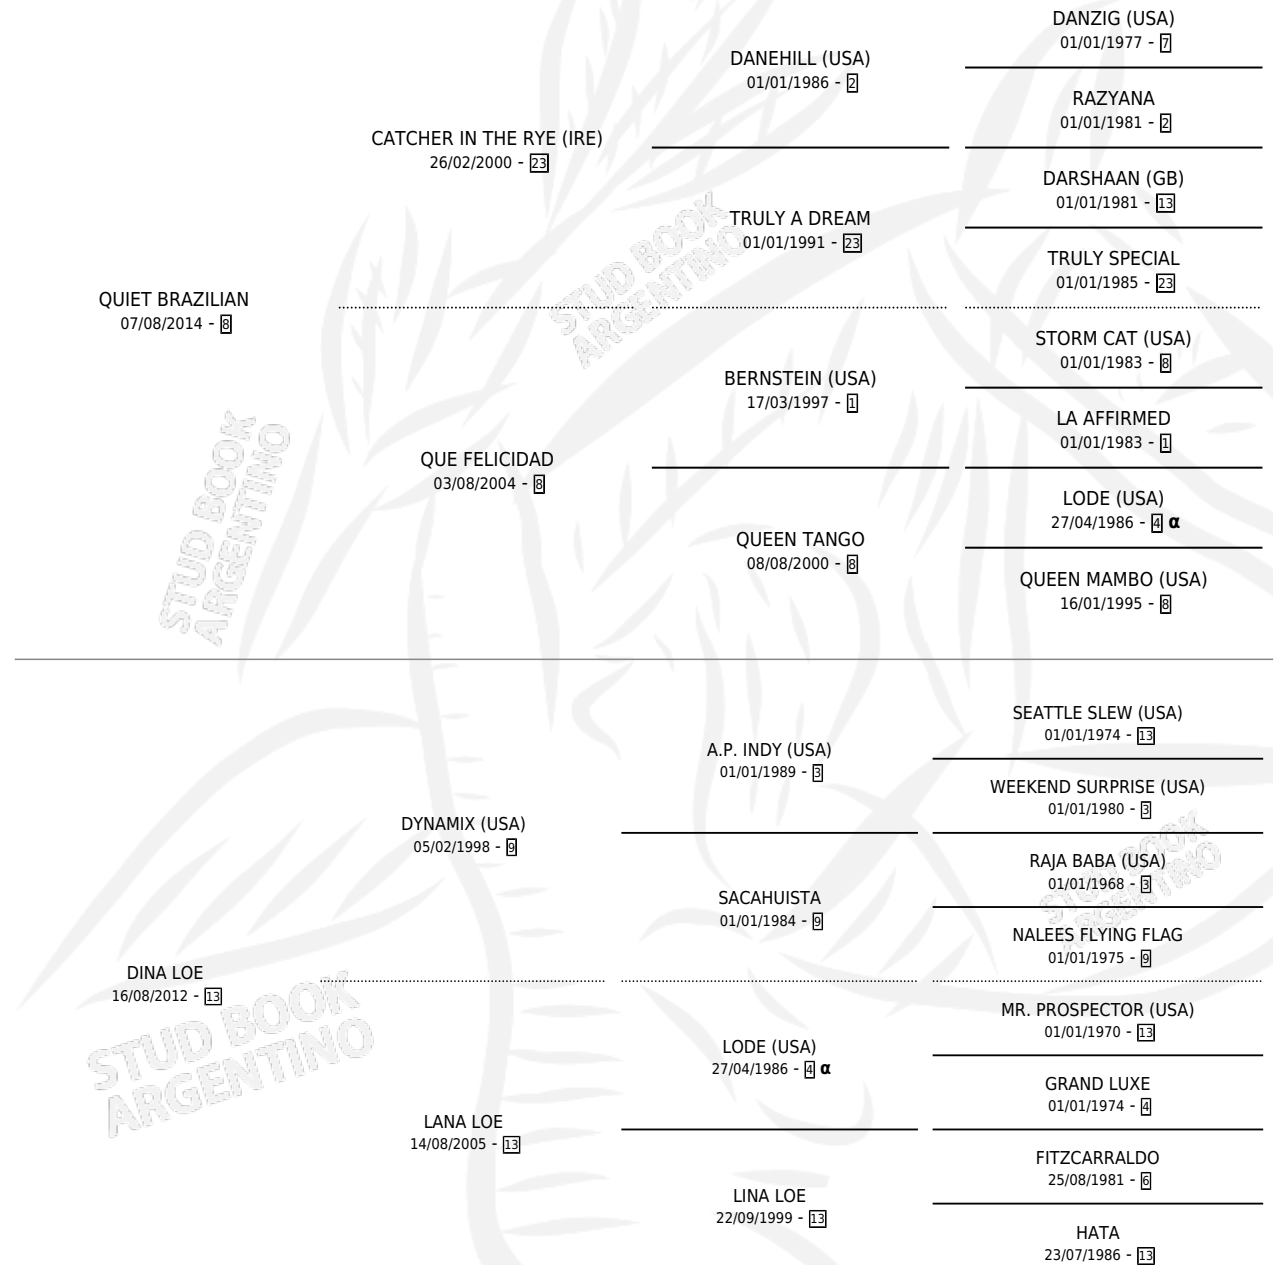 DANZIG (USA)
01/01/1977 - 7
DANEHILL (USA)
01/01/1986 - 2
RAZYANA
01/01/1981 - 2
CATCHER IN THE RYE (IRE)
26/02/2000 - 23
DARSHAAN (GB)
01/01/1981 - 13
TRULY A DREAM
01/01/1991 - 23
TRULY SPECIAL
01/01/1985 - 23
QUIET BRAZILIAN
07/08/2014 - 8
STORM CAT (USA)
01/01/1983 - 8
BERNSTEIN (USA)
17/03/1997 - 1
LA AFFIRMED
01/01/1983 - 1
QUE FELICIDAD
03/08/2004 - 8
LODE (USA)
27/04/1986 - 4 α
QUEEN TANGO
08/08/2000 - 8
QUEEN MAMBO (USA)
16/01/1995 - 8
SEATTLE SLEW (USA)
01/01/1974 - 13
A.P. INDY (USA)
01/01/1989 - 3
WEEKEND SURPRISE (USA)
01/01/1980 - 3
DYNAMIX (USA)
05/02/1998 - 9
RAJA BABA (USA)
01/01/1968 - 3
SACAHUISTA
01/01/1984 - 9
NALEES FLYING FLAG
01/01/1975 - 9
DINA LOE
16/08/2012 - 13
MR. PROSPECTOR (USA)
01/01/1970 - 13
LODE (USA)
27/04/1986 - 4 α
GRAND LUXE
01/01/1974 - 4
LANA LOE
14/08/2005 - 13
FITZCARRALDO
25/08/1981 - 6
LINA LOE
22/09/1999 - 13
HATA
23/07/1986 - 13
STUD BOOK
ARGENTINO
STUD BOOK
ARGENTINO
STUD BOOK
ARGENTINO
STUD BOOK
ARGENTINO